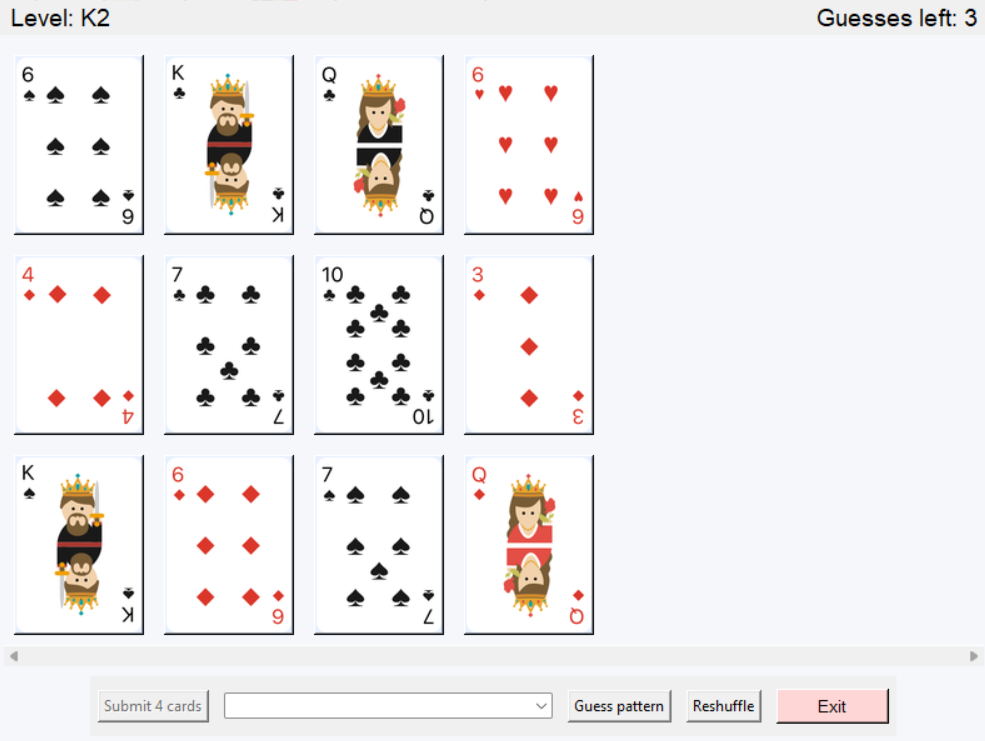 Level: K2 Guesses left: 3
6 K Q 6
6 K Q 6
4 7 10 3
4 7 10 3
K 6 7 Q
K 6 7 Q
Submit 4 cards Guess pattern Reshuffle Exit